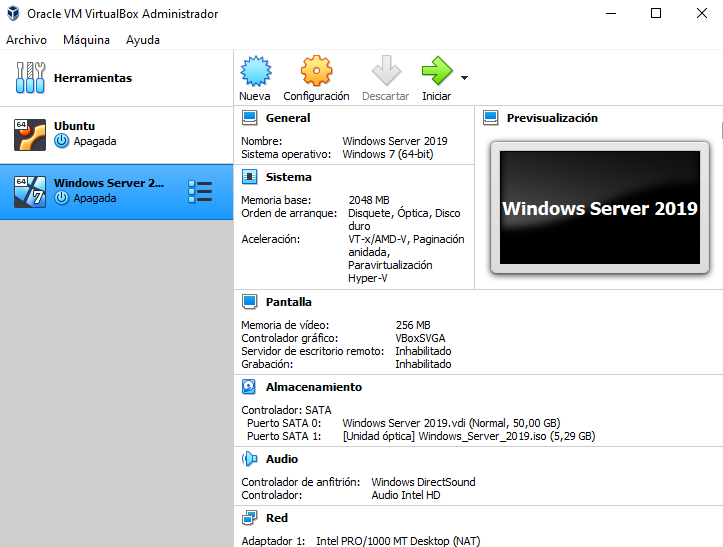 Oracle VM VirtualBox Administrador
Archivo Máquina Ayuda
Herramientas
64
Ubuntu
Apagada
64
7
Windows Server 2...
Apagada
Nueva Configuración Descartar Iniciar
General
Nombre: Windows Server 2019
Sistema operativo: Windows 7 (64-bit)
Sistema
Memoria base: 2048 MB
Orden de arranque: Disquete, Óptica, Disco
duro
Aceleración: VT-x/AMD-V, Paginación
anidada,
Paravirtualización
Hyper-V
Previsualización
Windows Server 2019
Pantalla
Memoria de vídeo: 256 MB
Controlador gráfico: VBoxSVGA
Servidor de escritorio remoto: Inhabilitado
Grabación: Inhabilitado
Almacenamiento
Controlador: SATA
Puerto SATA 0: Windows Server 2019.vdi (Normal, 50,00 GB)
Puerto SATA 1: [Unidad óptica] Windows_Server_2019.iso (5,29 GB)
Audio
Controlador de anfitrión: Windows DirectSound
Controlador: Audio Intel HD
Red
Adaptador 1: Intel PRO/1000 MT Desktop (NAT)